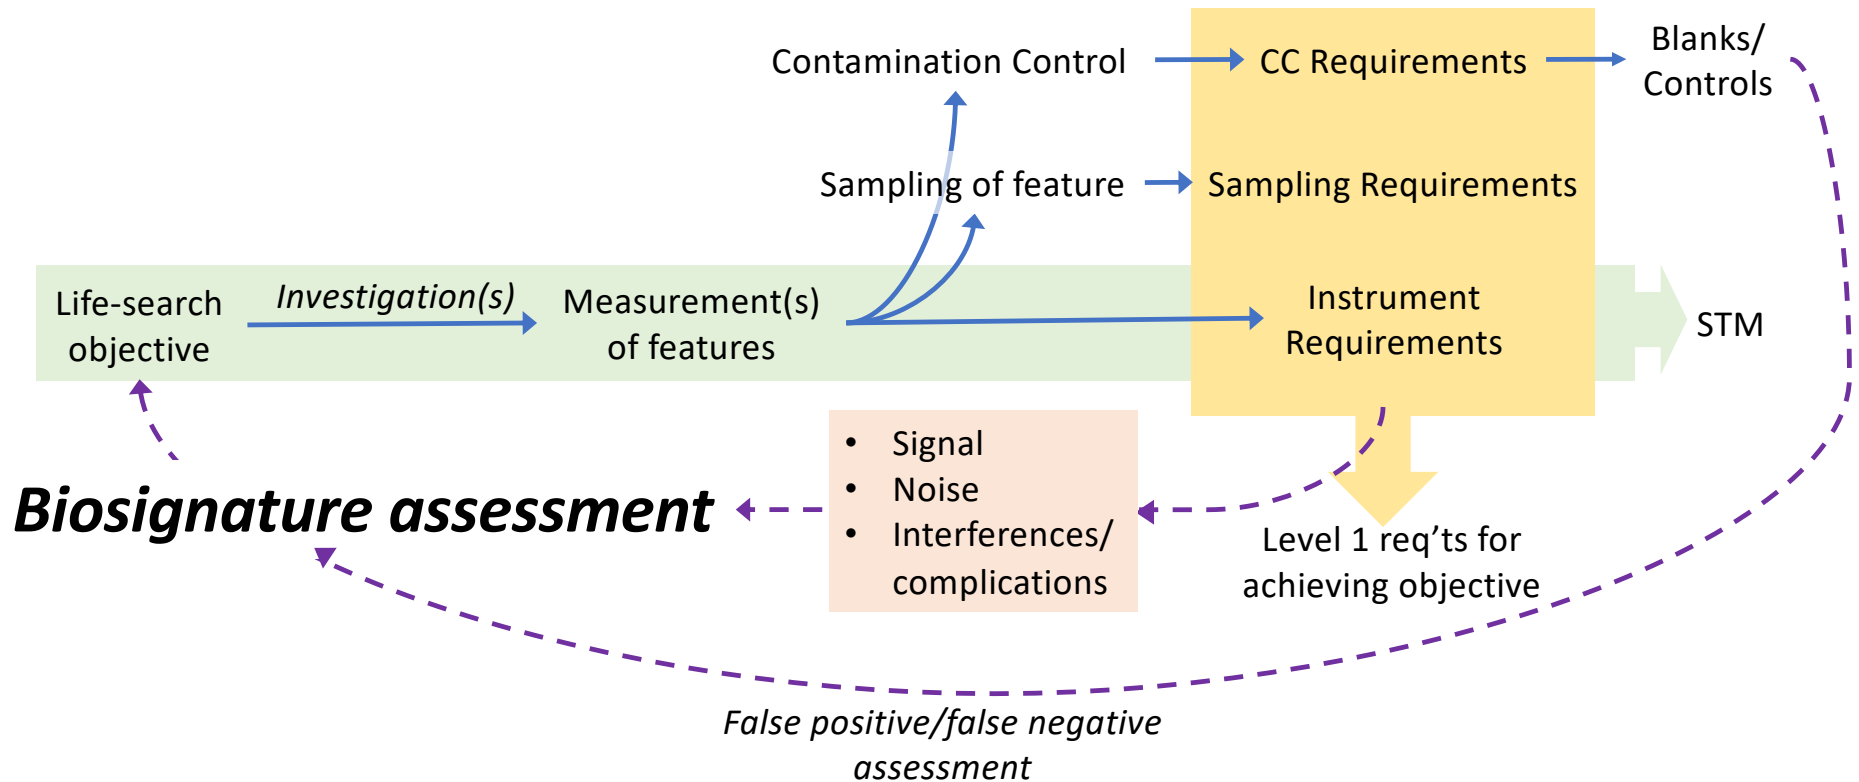 Contamination Control
CC Requirements
Blanks/
Controls
Sampling of feature
Sampling Requirements
Life-search
objective
Investigation(s)
Measurement(s)
of features
Instrument
Requirements
STM
• Signal
• Noise
• Interferences/
complications
Biosignature assessment
Level 1 req’ts for
achieving objective
False positive/false negative
assessment